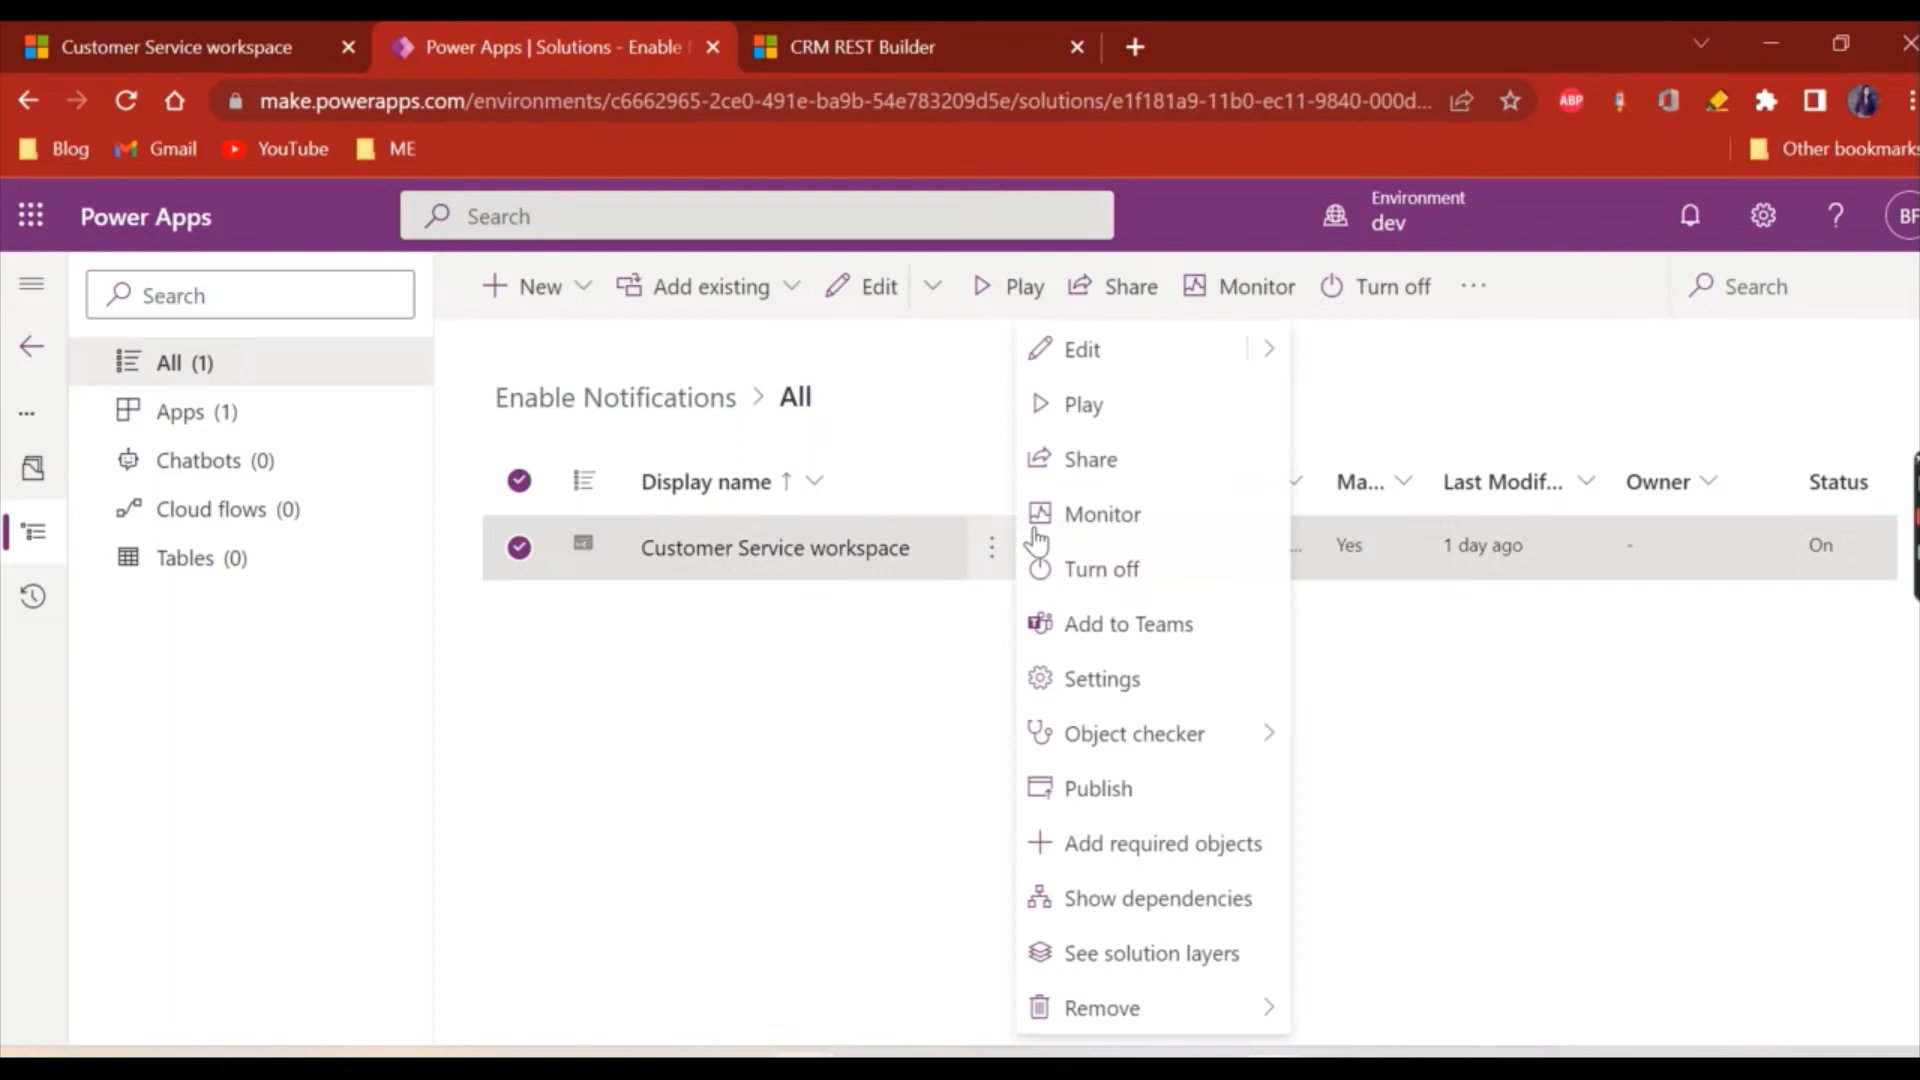 Customer Service workspace
Power Apps | Solutions - Enable
CRM REST Builder
make.powerapps.com/environments/c6662965-2ce0-491e-ba9b-54e783209d5e/solutions/e1f181a9-11b0-ec11-9840-000d...
ABP
Blog
Gmail
YouTube
ME
Other bookmarks
Power Apps
Search
Environment
dev
?
BF
Search
New
Add existing
Edit
Play
Share
Monitor
Turn off
...
Search
All (1)
Apps (1)
Chatbots (0)
Cloud flows (0)
Tables (0)
Enable Notifications > All
Display name
Ma...
Last Modif...
Owner
Status
Customer Service workspace
...
Yes
1 day ago
-
On
Edit
Play
Share
Monitor
Turn off
Add to Teams
Settings
Object checker
Publish
Add required objects
Show dependencies
See solution layers
Remove